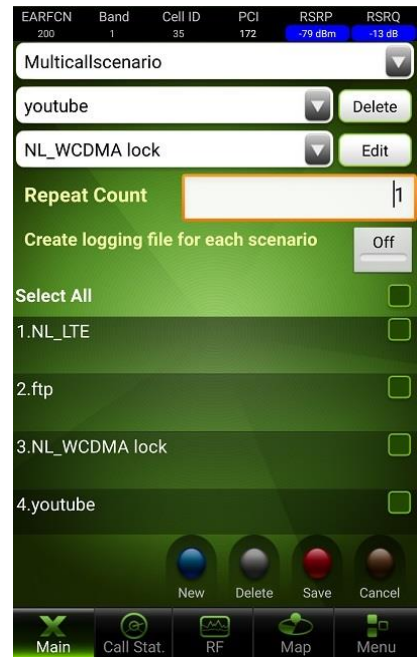 EARFCN Band Cell ID PCI RSRP RSRQ
200 1 35 172 -79 dBm -13 dB
Multicallscenario
youtube Delete
NL_WCDMA lock Edit
Repeat Count 1
Create logging file for each scenario Off
Select All
1.NL_LTE
2.ftp
3.NL_WCDMA lock
4.youtube
New Delete Save Cancel
Main Call Stat. RF Map Menu